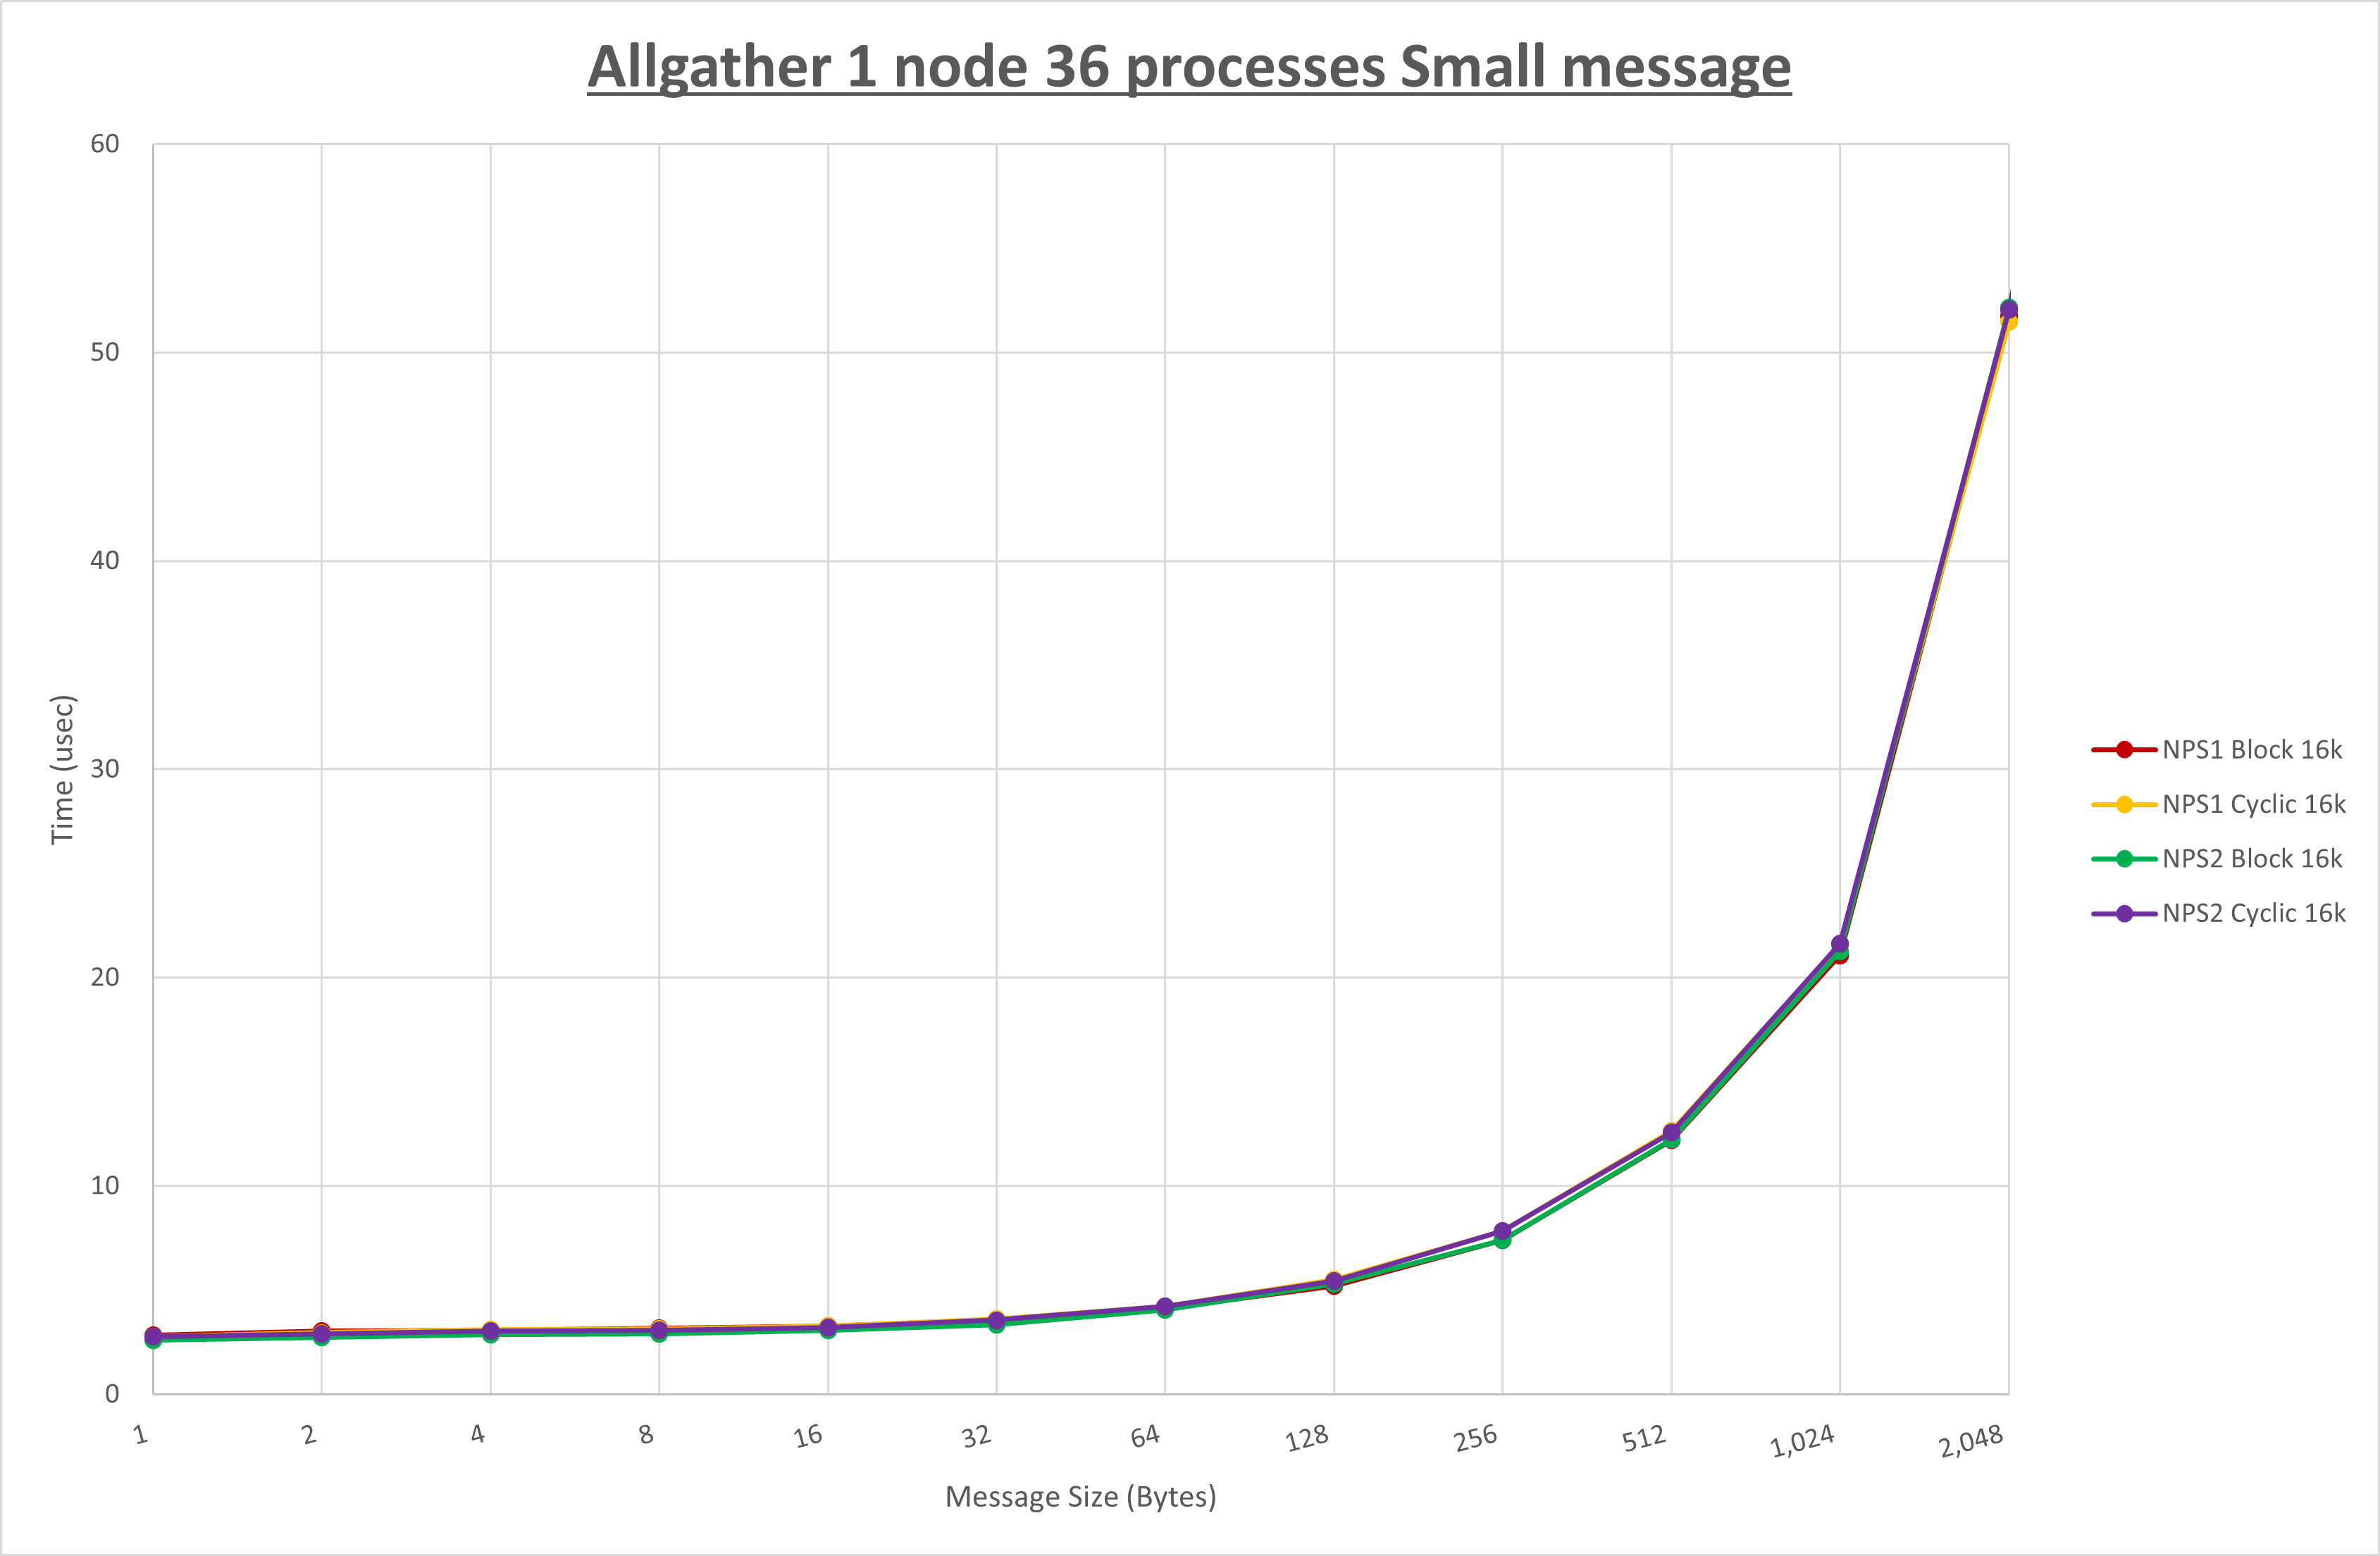 Allgather 1 node 36 processes Small message
60
50
40
30
20
10
0
Time (usec)
1 2 4 8 16 32 64 128 256 512 1,024 2,048
Message Size (Bytes)
NPS1 Block 16k
NPS1 Cyclic 16k
NPS2 Block 16k
NPS2 Cyclic 16k